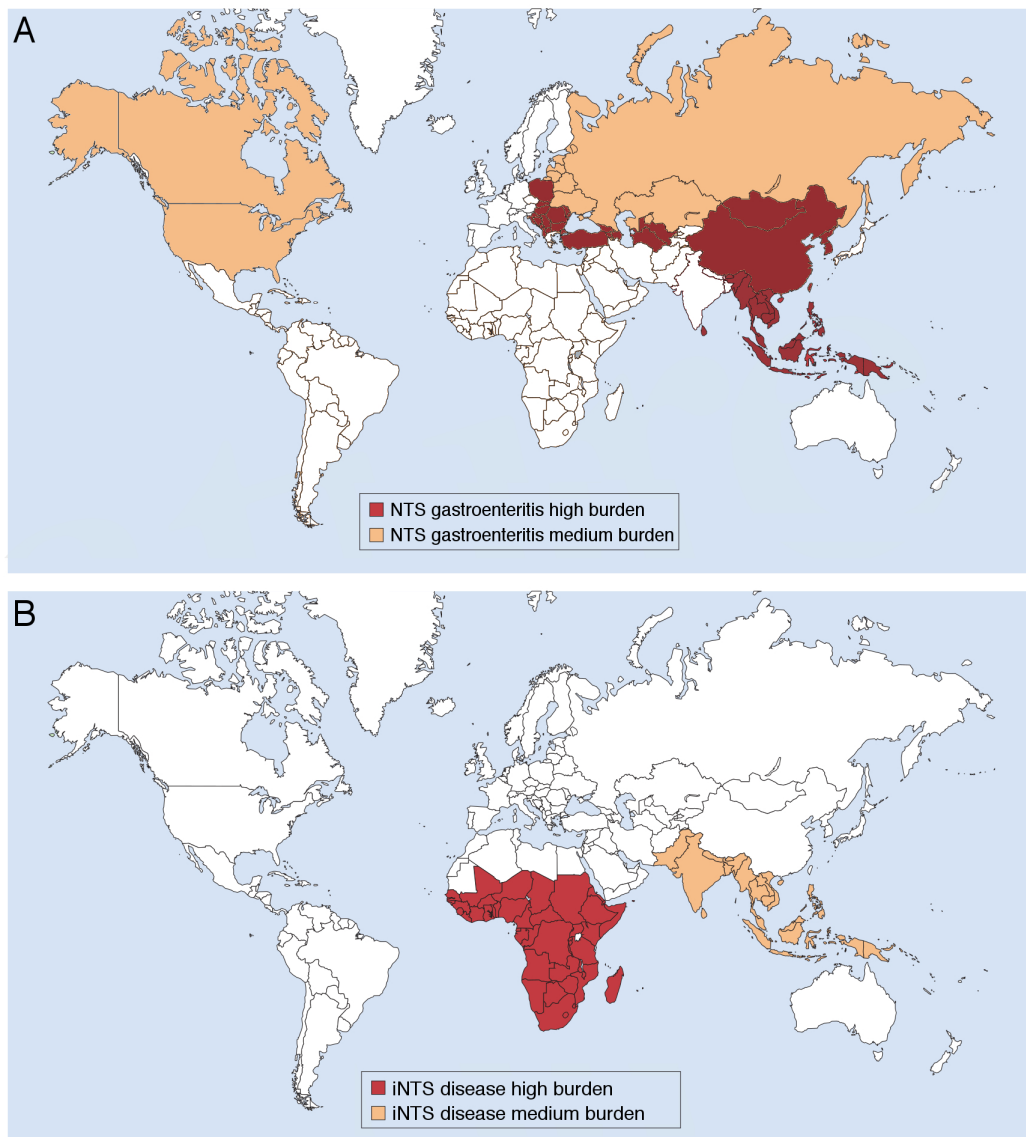 A
NTS gastroenteritis high burden
NTS gastroenteritis medium burden
B
iNTS disease high burden
iNTS disease medium burden